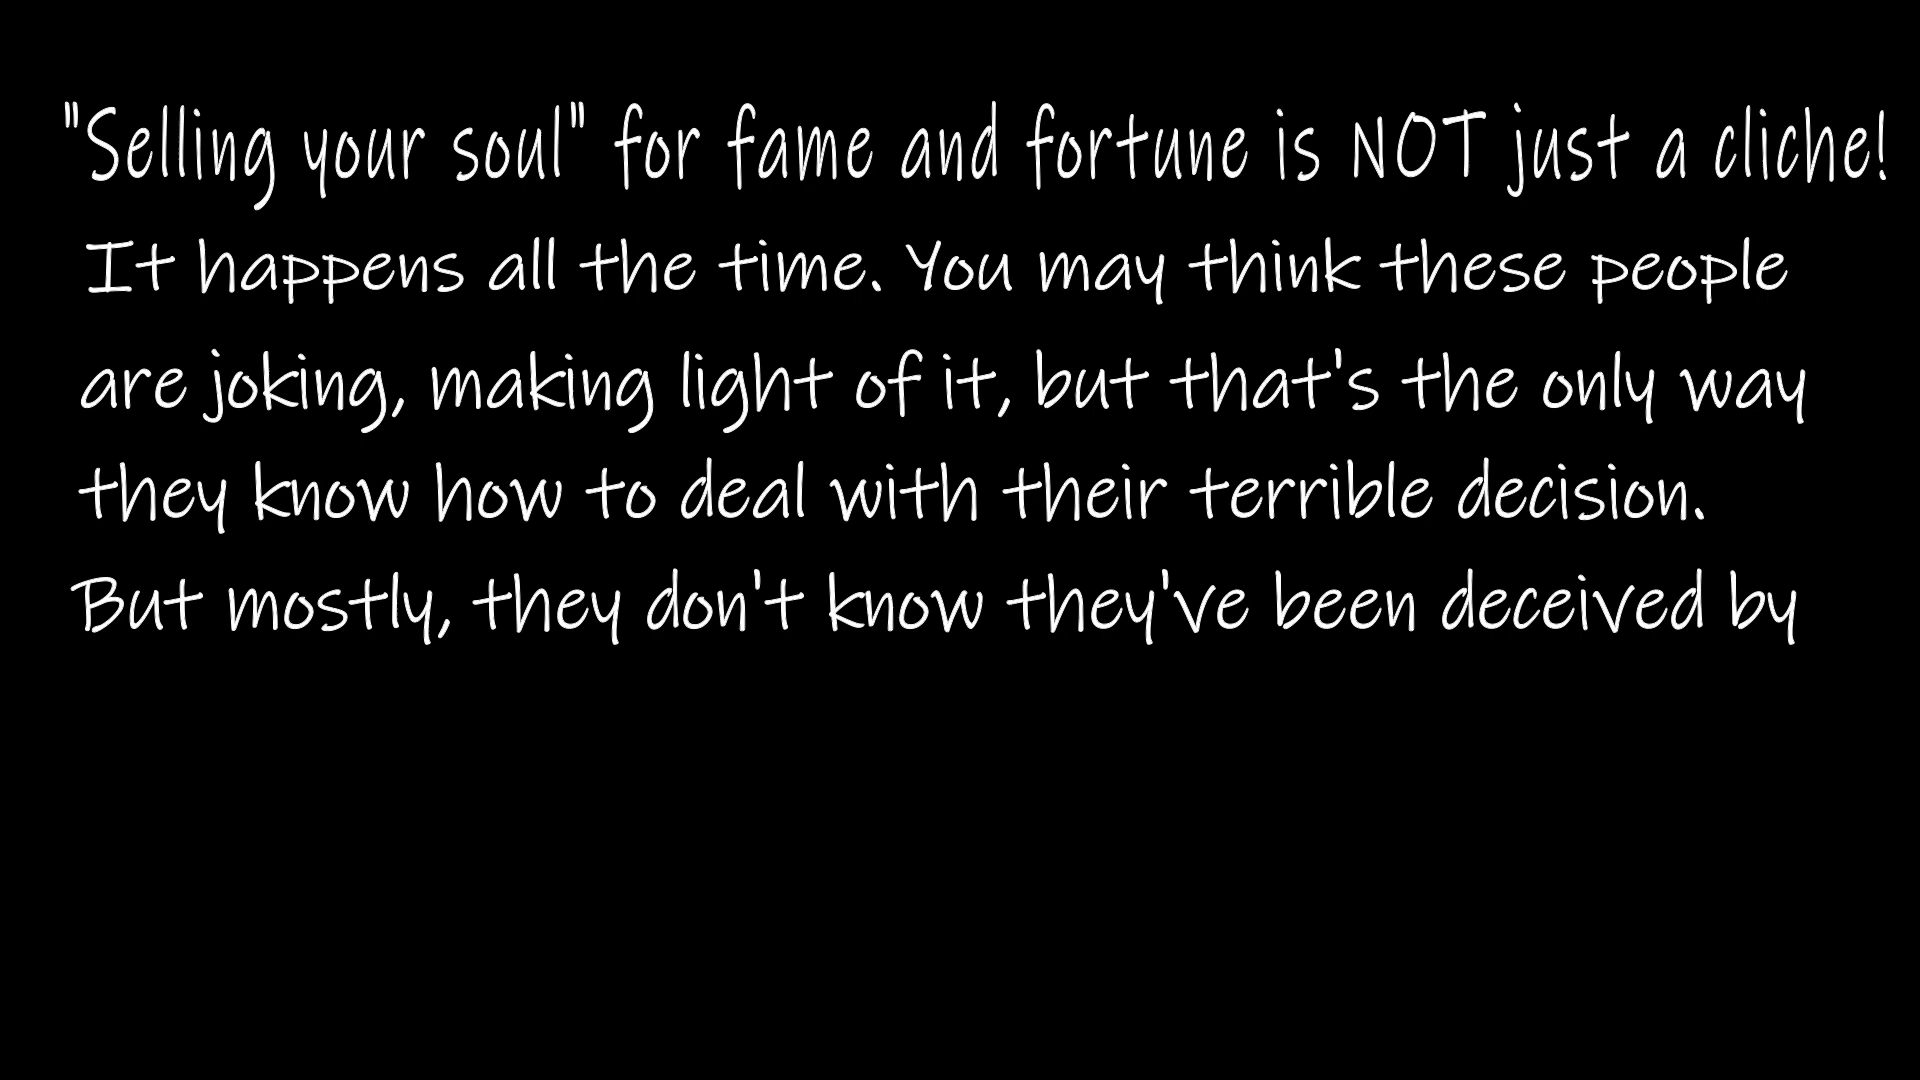 "Selling your soul" for fame and fortune is NOT just a cliche!
It happens all the time. You may think these people
are joking, making light of it, but that's the only way
they know how to deal with their terrible decision.
But mostly, they don't know they've been deceived by